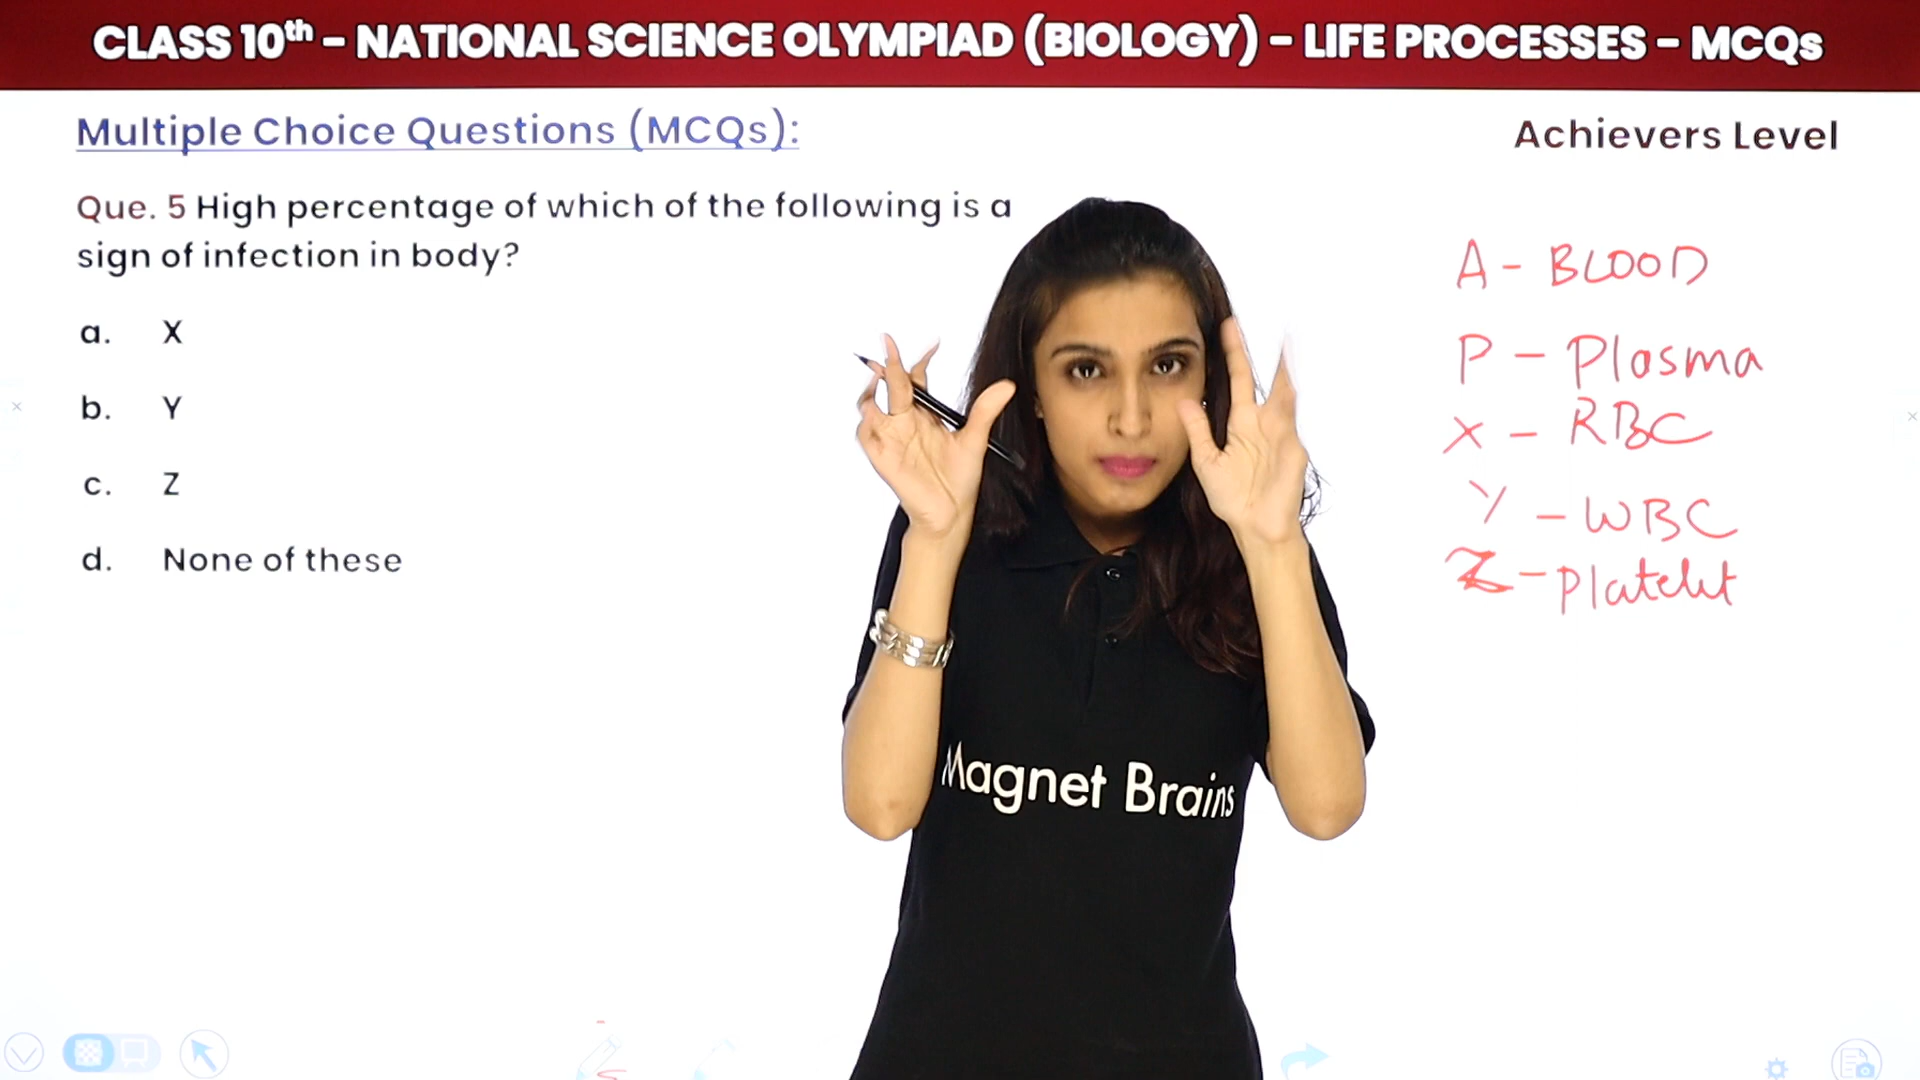 CLASS 10th - NATIONAL SCIENCE OLYMPIAD (BIOLOGY) - LIFE PROCESSES - MCQs
Multiple Choice Questions (MCQs):
Achievers Level
Que. 5 High percentage of which of the following is a
sign of infection in body?
a. X
b. Y
c. Z
d. None of these
A - BLOOD
P - Plasma
X - RBC
Y - WBC
Z - Platelet
Magnet Brains